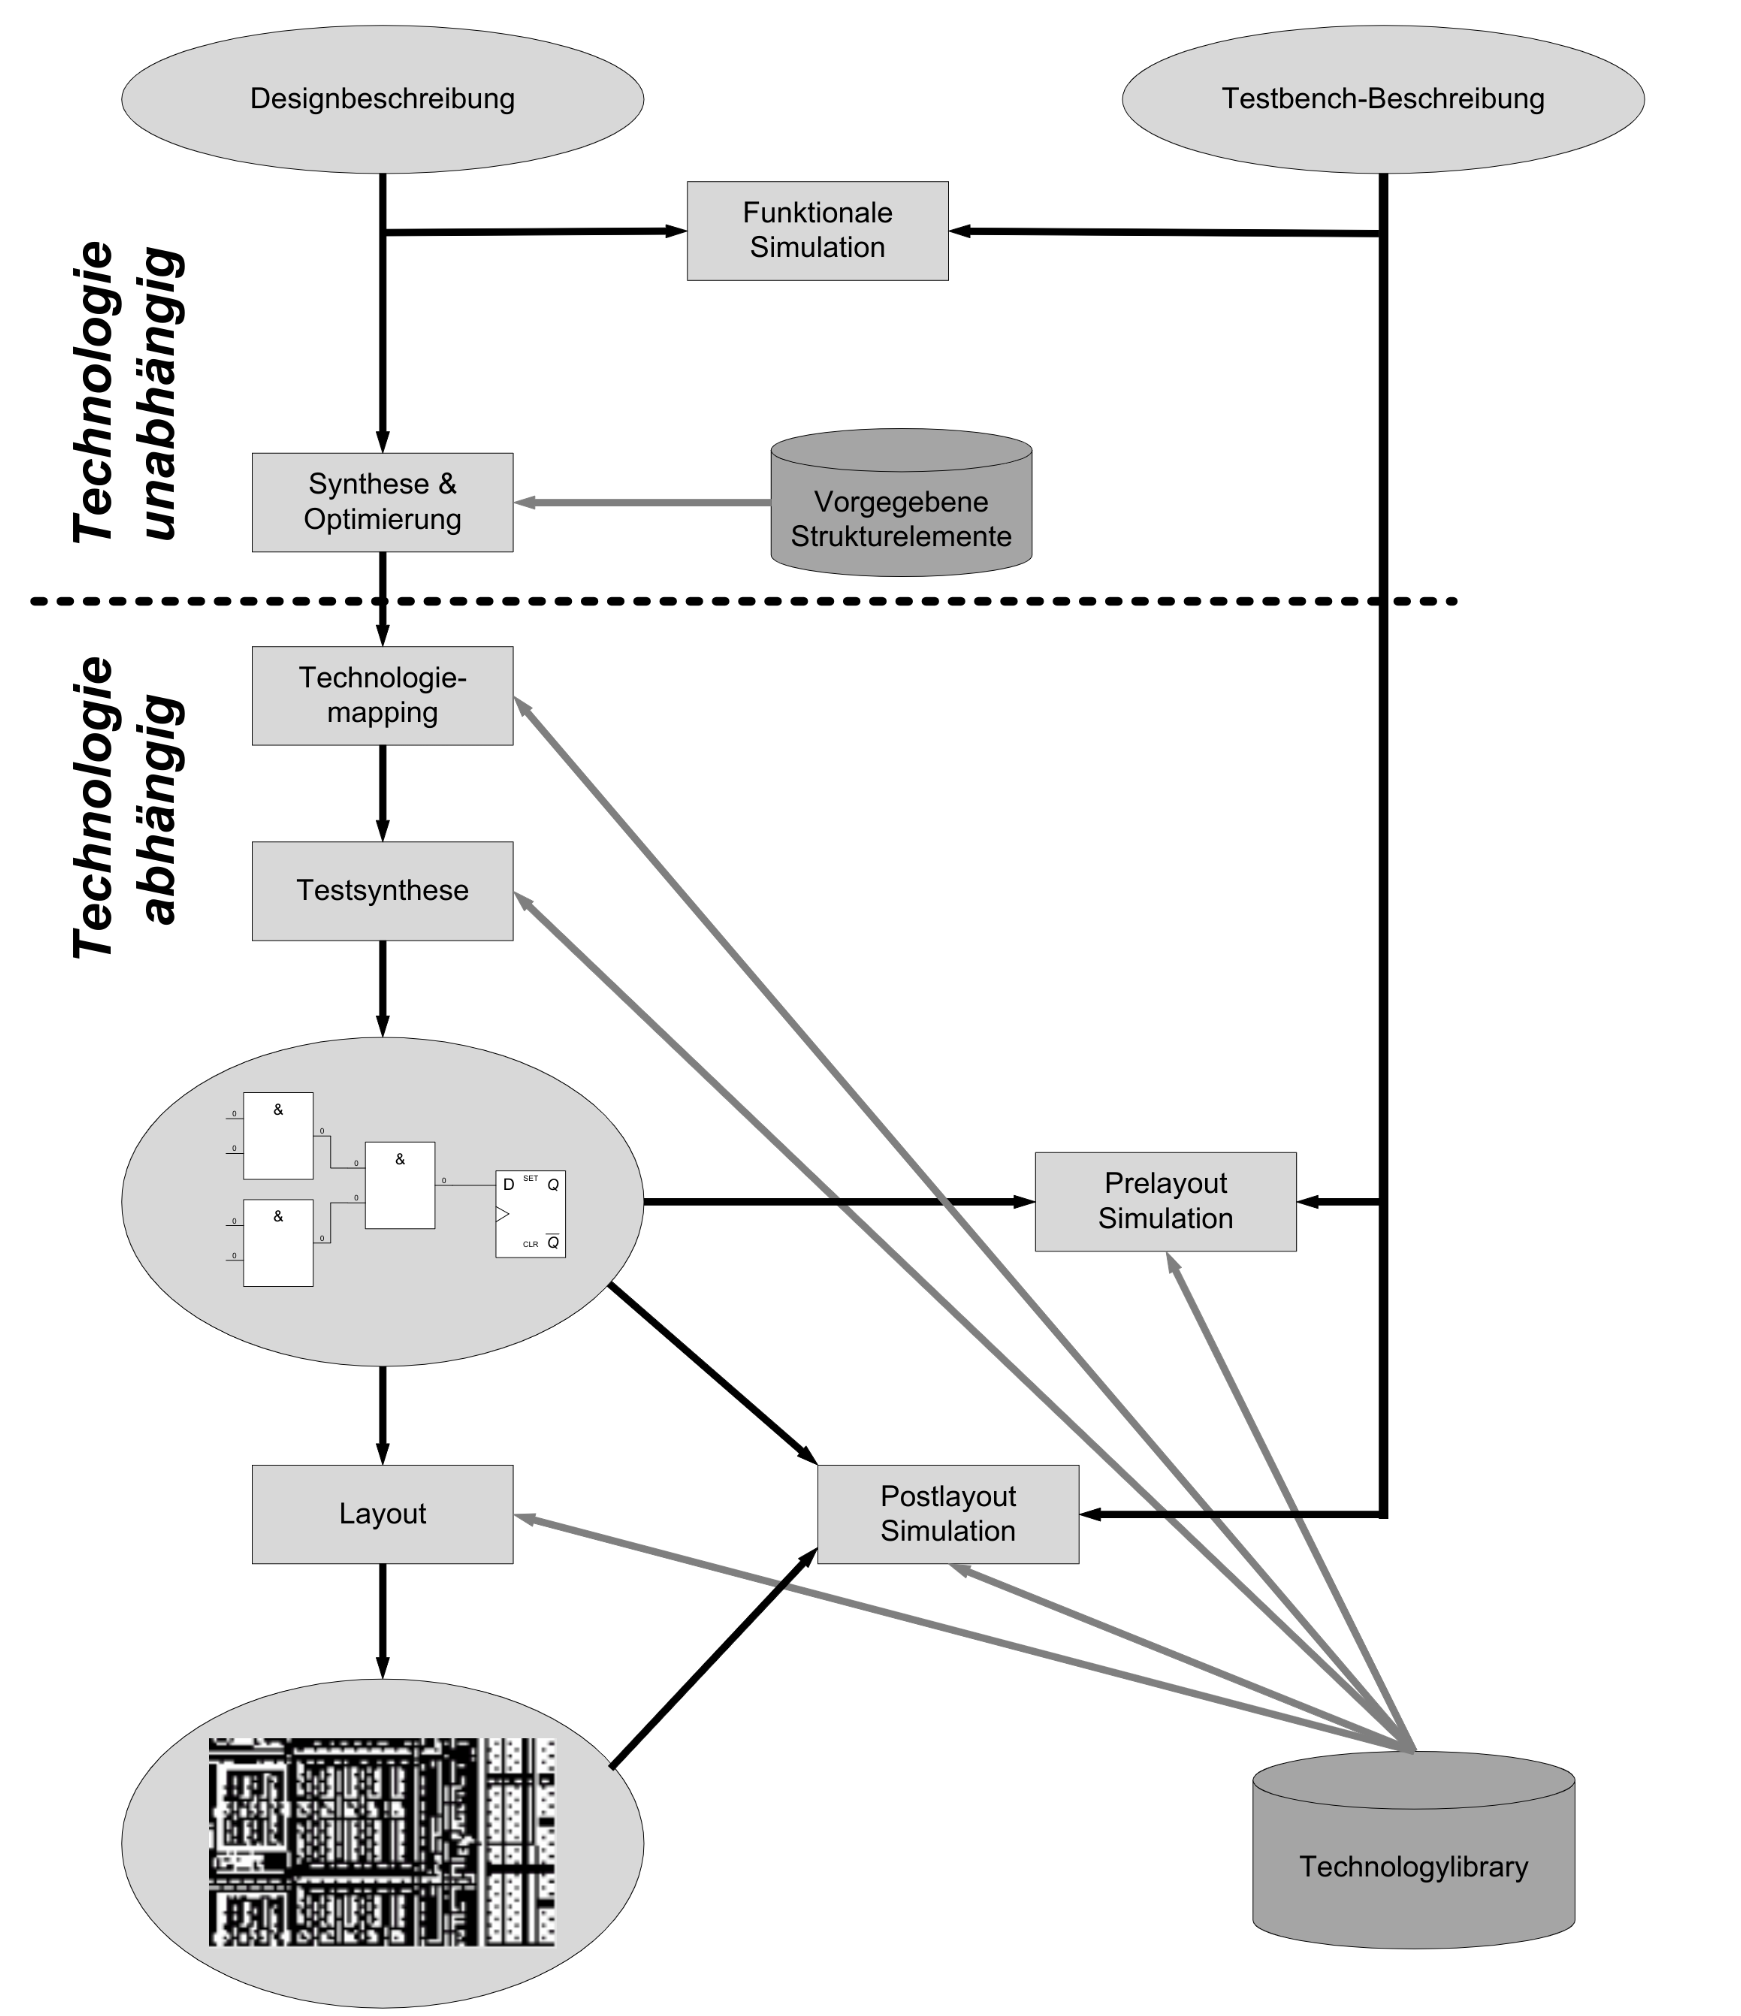 Designbeschreibung
Testbench-Beschreibung
Funktionale
Simulation
Technologie
unabhängig
Synthese &
Optimierung
Vorgegebene
Strukturelemente
Technologie
abhängig
Technologie-
mapping
Testsynthese
&
0
0
0
&
0
0
0
&
0
0
0
D SET Q
CLR Q
Prelayout
Simulation
Layout
Postlayout
Simulation
Technologylibrary